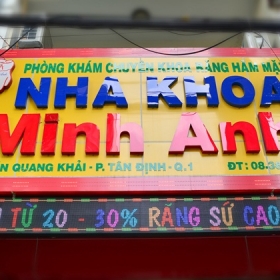 PHÒNG KHÁM CHUYÊN KHOA RĂNG HÀM MẶT
NHA KHOA
Minh Anh
QUANG KHẢI - P. TÂN ĐỊNH - Q.1 ĐT: 08.3
TỪ 20 - 30% RĂNG SỨ CAO